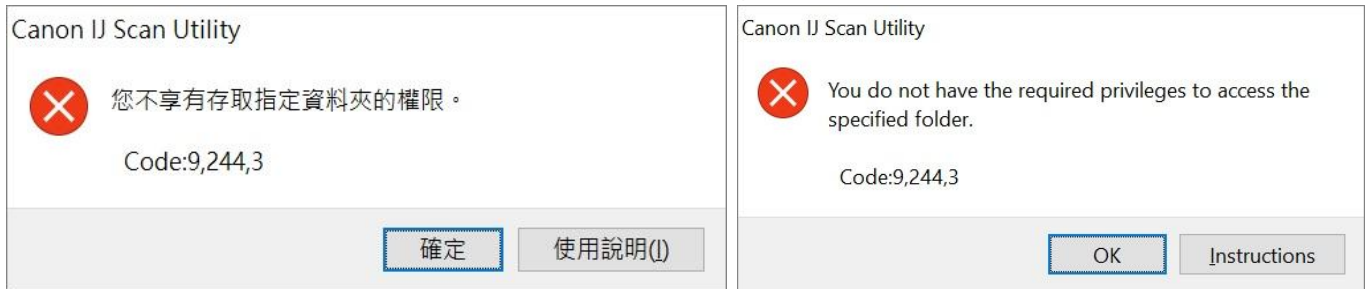 Canon IJ Scan Utility
您不享有存取指定資料夾的權限。
Code:9,244,3
確定
使用說明(I)
Canon IJ Scan Utility
You do not have the required privileges to access the
specified folder.
Code:9,244,3
OK
Instructions